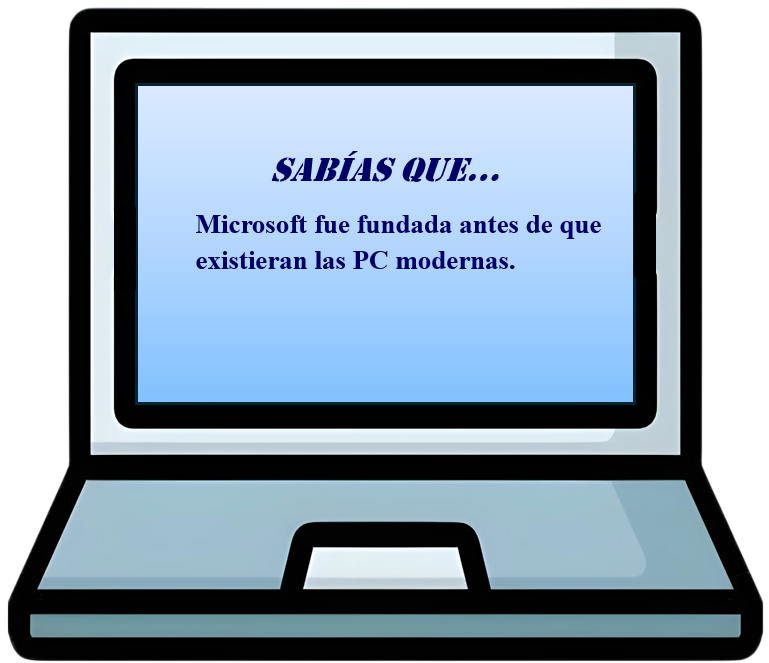 SABÍAS QUE...
Microsoft fue fundada antes de que
existieran las PC modernas.